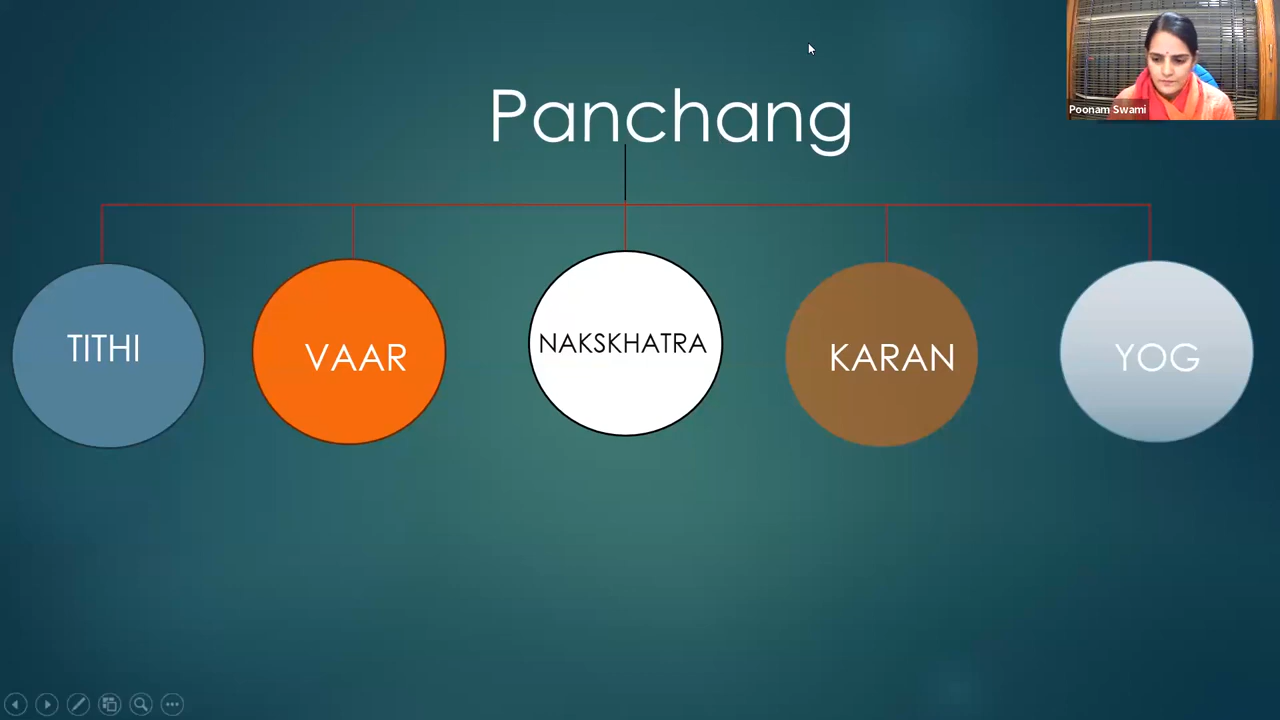 Panchang
Poonam Swami
TITHI
VAAR
NAKSKHATRA
KARAN
YOG